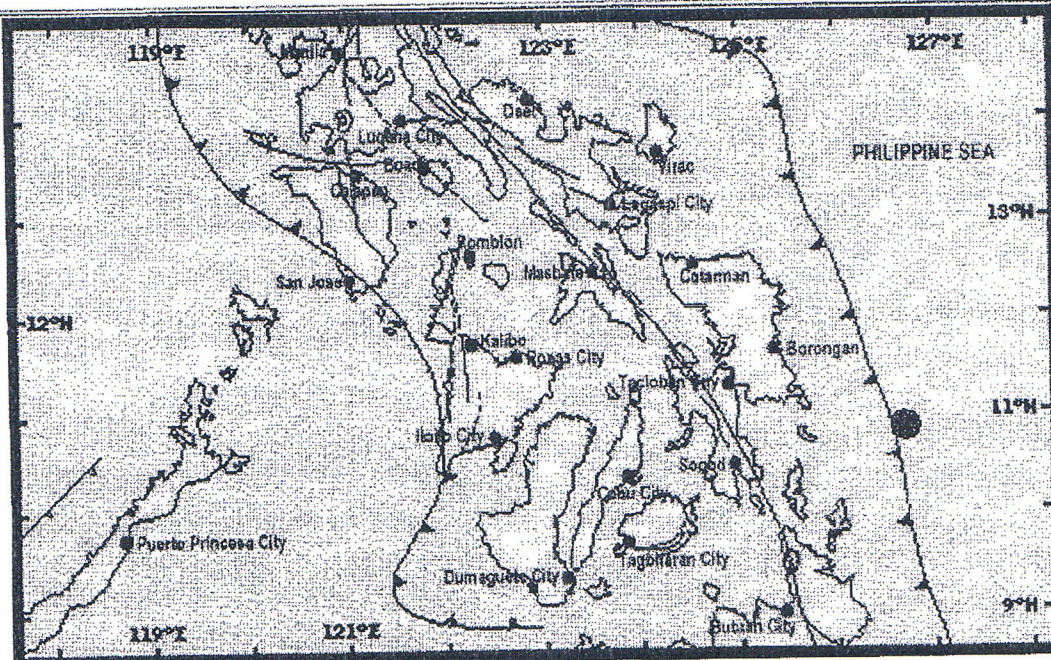 119°E
123°E
125°E
127°E
Manila
Daet
Lucena City
PHILIPPINE SEA
Boac
Virac
Calapan
Legaspi City
13°N
Romblon
San Jose
Masbate
Catarman
12°N
Kalibo
Roxas City
Borongan
Tacloban City
11°N
Iloilo City
Sogod
Cebu City
Puerto Princesa City
Tagbilaran City
Dumaguete City
9°N
119°E
121°E
Butuan City